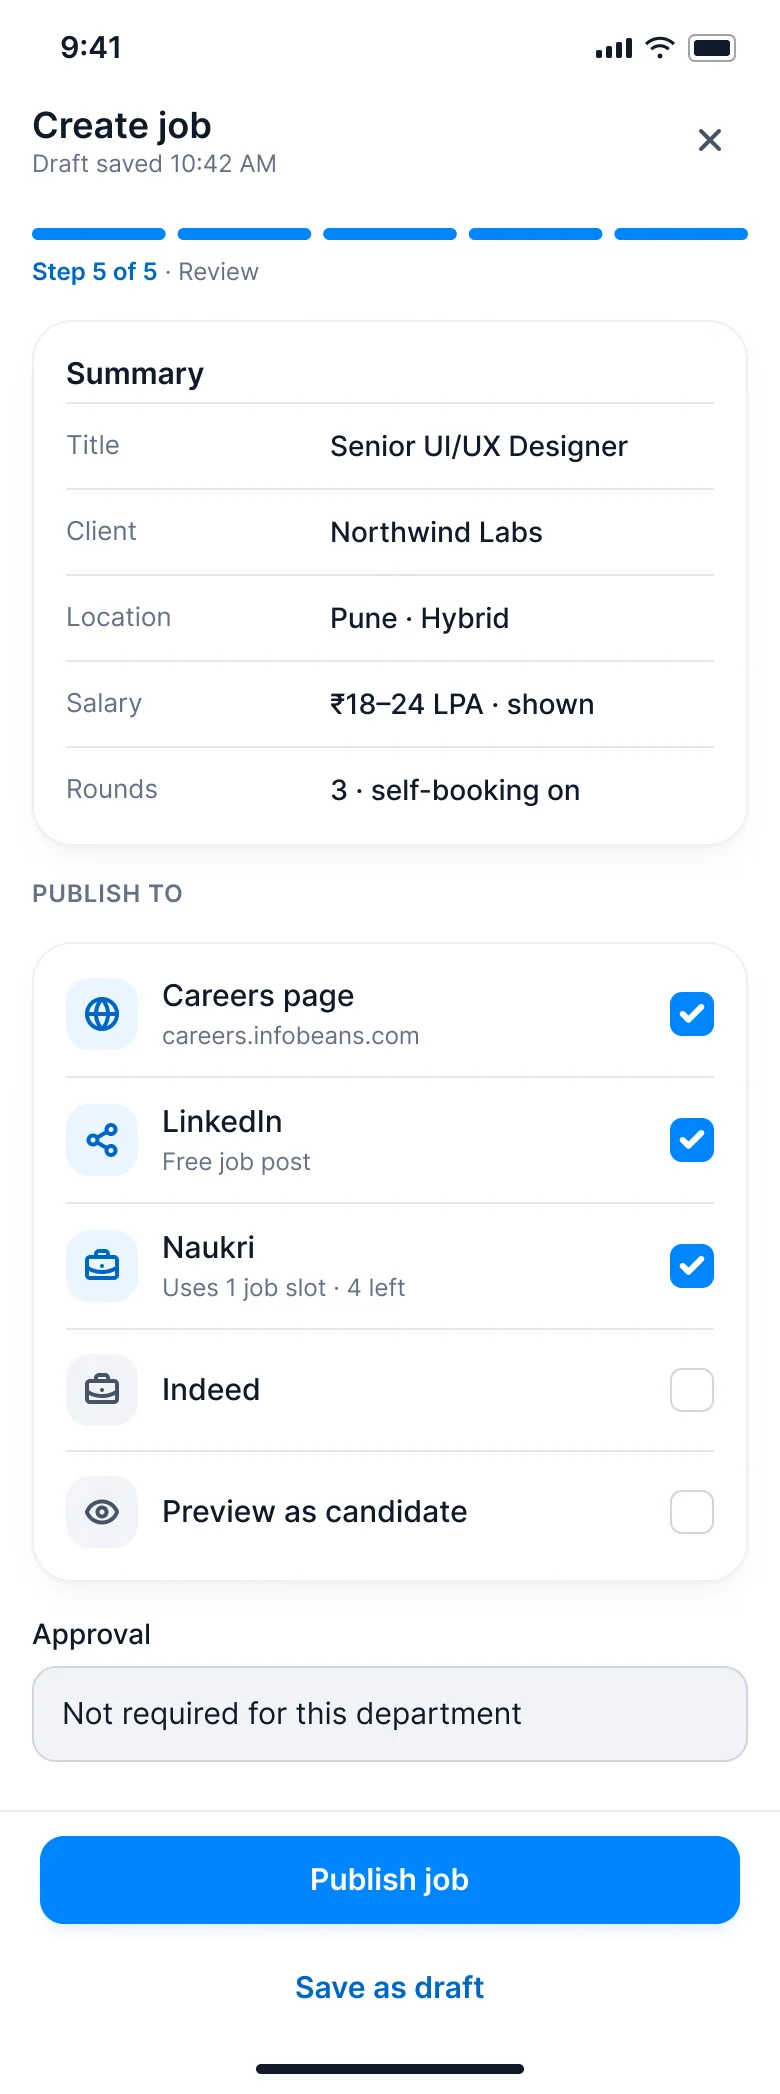 9:41
Create job
Draft saved 10:42 AM
Step 5 of 5 · Review
Summary
Title Senior UI/UX Designer
Client Northwind Labs
Location Pune · Hybrid
Salary ₹18–24 LPA · shown
Rounds 3 · self-booking on
PUBLISH TO
Careers page
careers.infobeans.com
LinkedIn
Free job post
Naukri
Uses 1 job slot · 4 left
Indeed
Preview as candidate
Approval
Not required for this department
Publish job
Save as draft